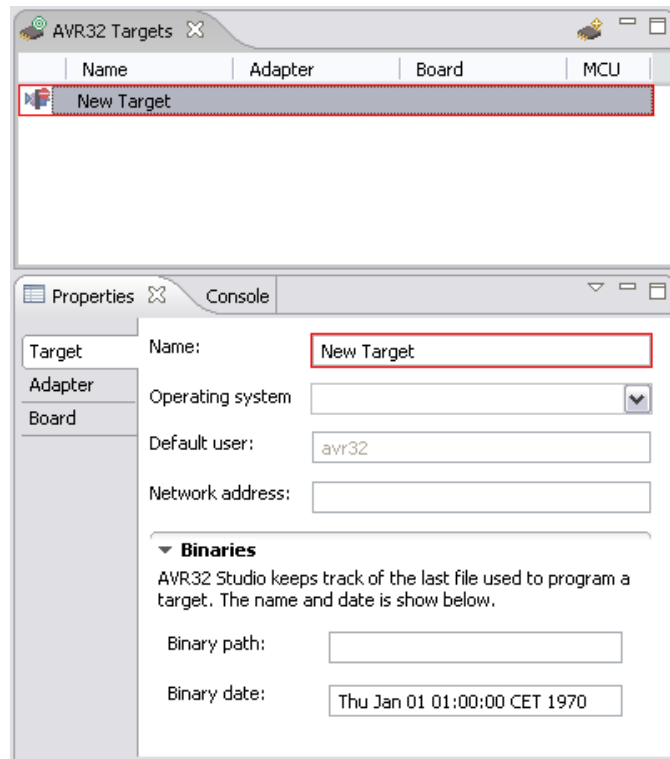 AVR32 Targets
Name Adapter Board MCU
New Target
Properties Console
Target
Adapter
Board
Name: New Target
Operating system
Default user: avr32
Network address:
Binaries
AVR32 Studio keeps track of the last file used to program a
target. The name and date is show below.
Binary path:
Binary date: Thu Jan 01 01:00:00 CET 1970